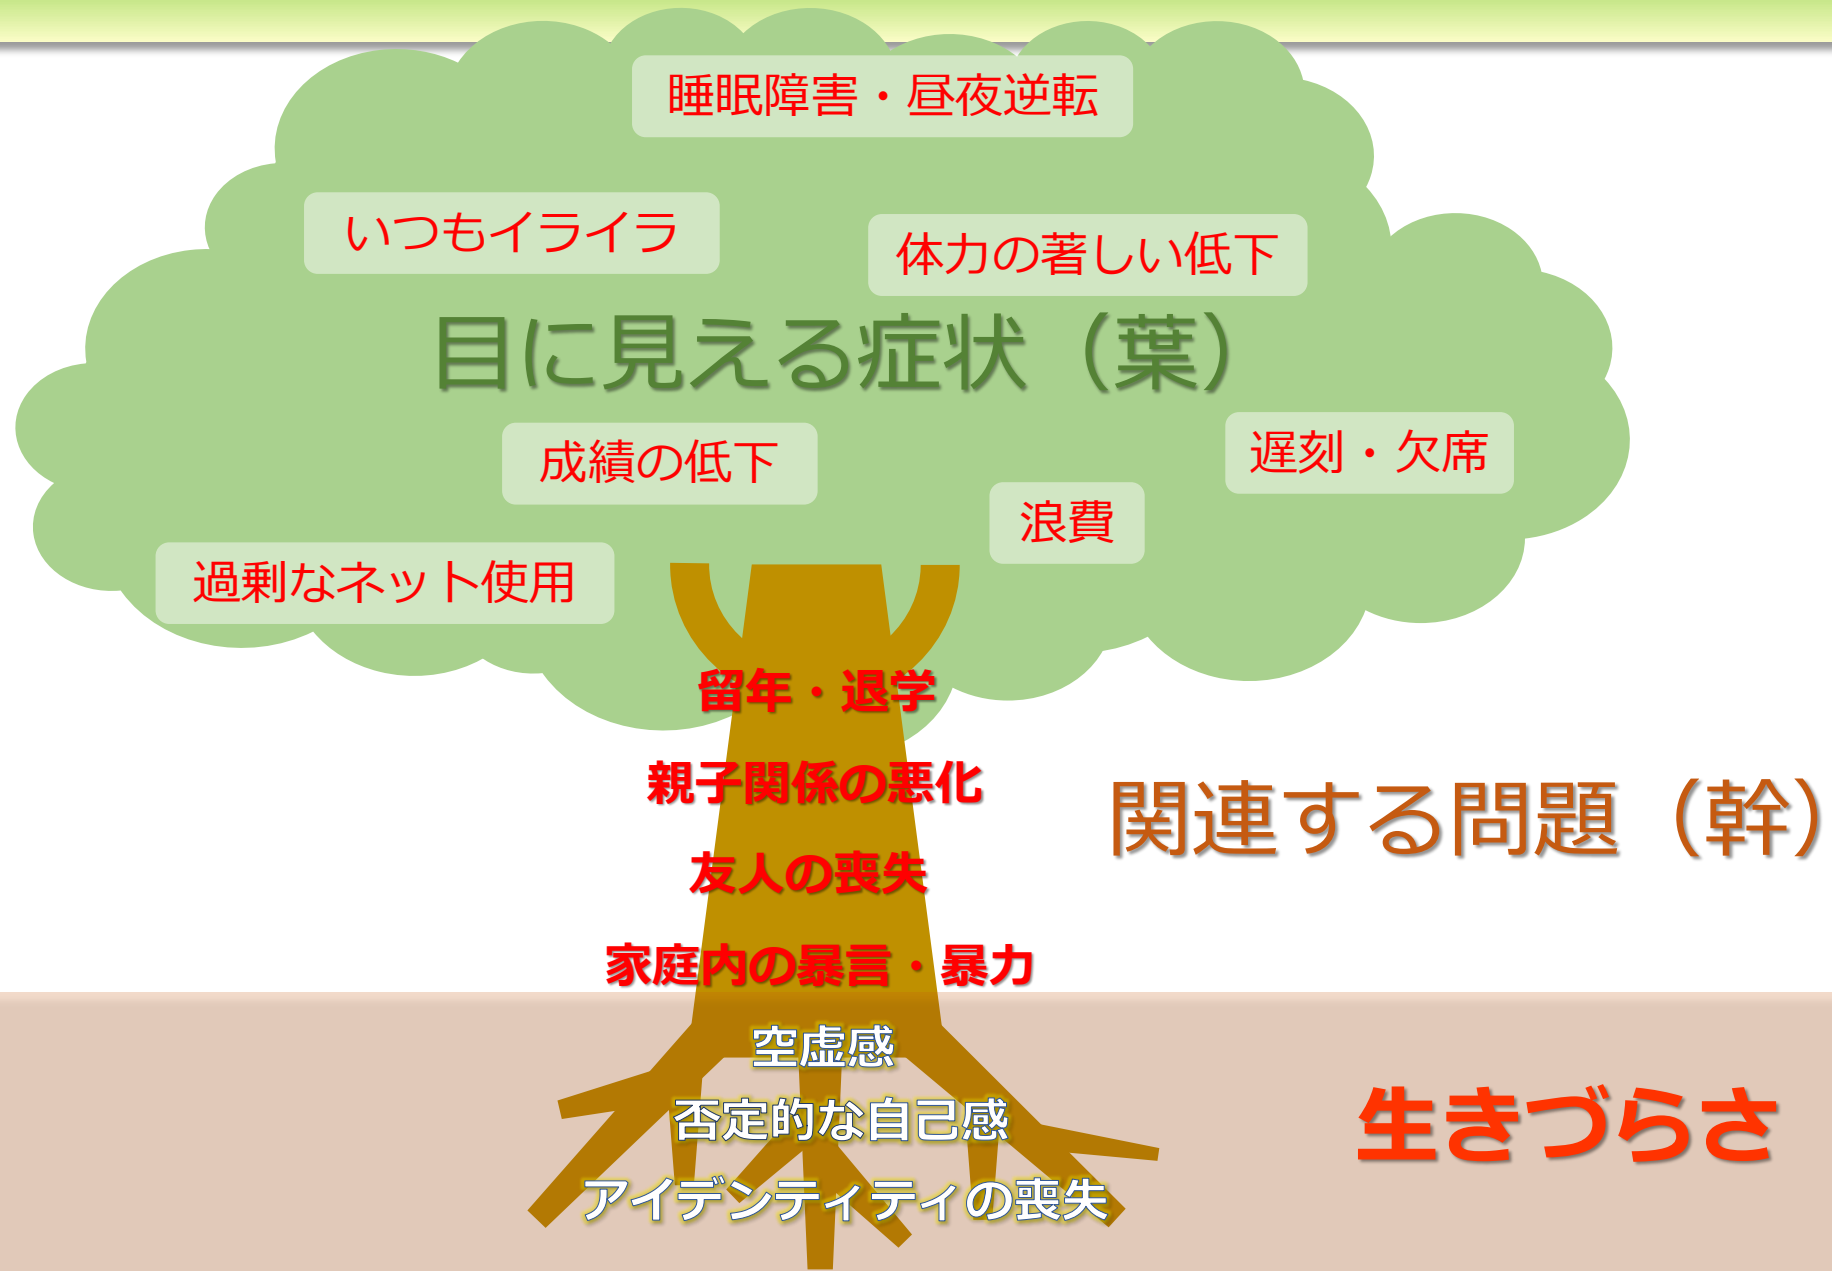 睡眠障害・昼夜逆転
いつもイライラ
体力の著しい低下
目に見える症状（葉）
成績の低下
遅刻・欠席
浪費
過剰なネット使用
留年・退学
親子関係の悪化
関連する問題（幹）
友人の喪失
家庭内の暴言・暴力
空虚感
否定的な自己感
生きづらさ
アイデンティティの喪失